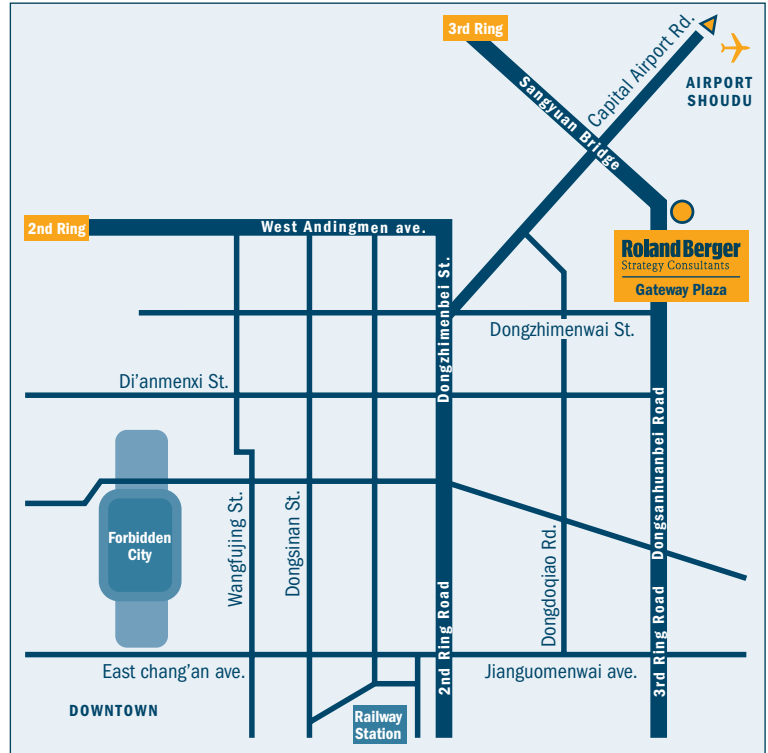 3rd Ring
Capital Airport Rd.
AIRPORT
SHOUDU
Sangyuan Bridge
2nd Ring
West Andingmen ave.
Roland Berger
Strategy Consultants
Gateway Plaza
Dongzhimenbei St.
Dongzhimenwai St.
Di'anmenxi St.
Dongsanhuanbei Road
Forbidden
City
Wangfujing St.
Dongsinan St.
Dongdoqiao Rd.
2nd Ring Road
3rd Ring Road
East chang'an ave.
Jianguomenwai ave.
DOWNTOWN
Railway
Station